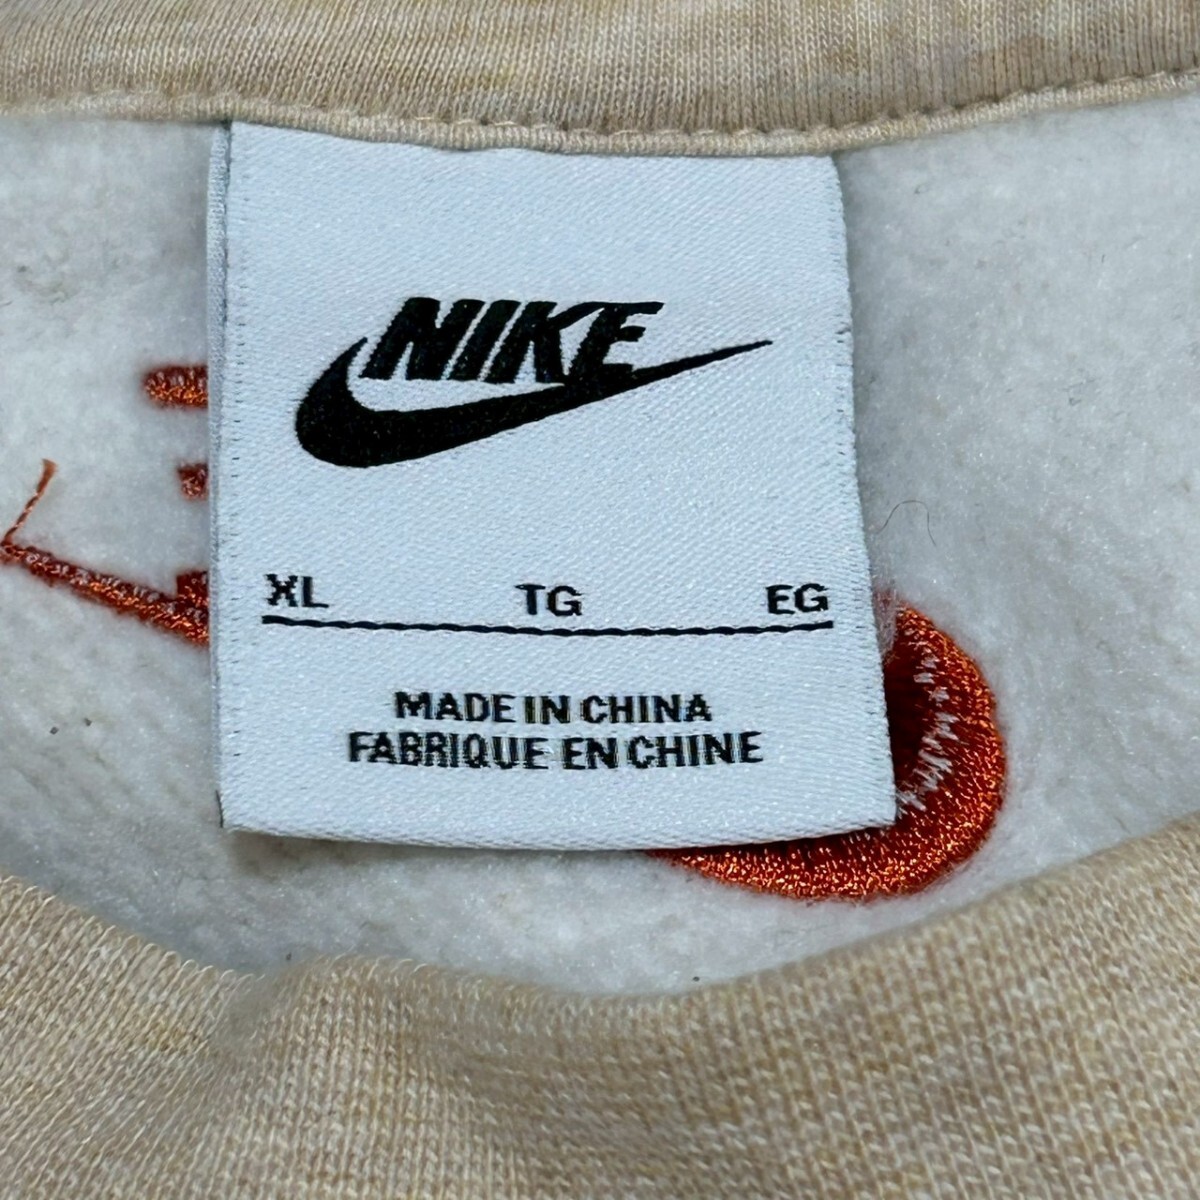 NIKE
XL TG EG
MADE IN CHINA
FABRIQUE EN CHINE